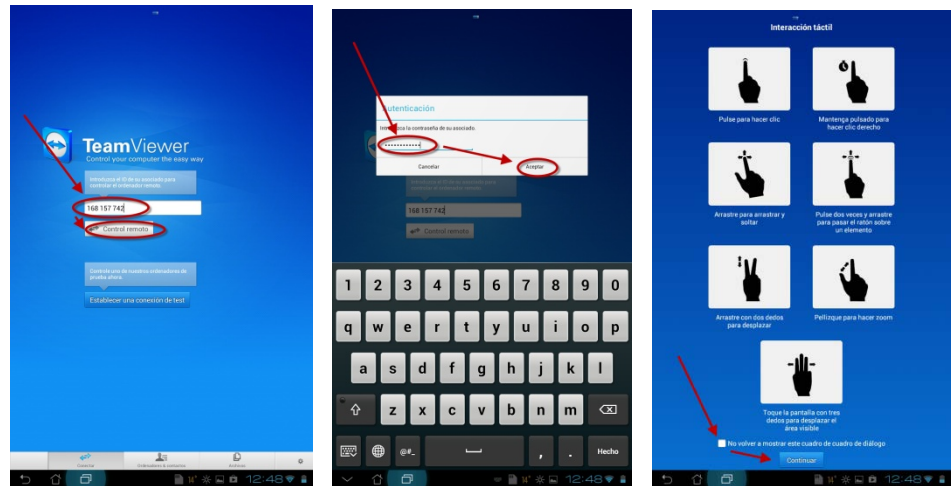 TeamViewer
Control your computer the easy way
Introduzca el ID de su asociado para
controlar el ordenador remoto.
168 157 742
Control remoto
Controle uno de nuestros ordenadores de
prueba ahora.
Establecer una conexión de test
Conectar
Ordenadores & contactos
Archivos
12:48
Autenticación
Introduzca la contraseña de su asociado.
Cancelar
Aceptar
168 157 742
Control remoto
1 2 3 4 5 6 7 8 9 0
q w e r t y u i o p
a s d f g h j k l
z x c v b n m
@#_ , . Hecho
12:48
Interacción táctil
Pulse para hacer clic
Mantenga pulsado para
hacer clic derecho
Arrastre para arrastrar y
soltar
Pulse dos veces y arrastre
para pasar el ratón sobre
un elemento
Arrastre con dos dedos
para desplazar
Pellizque para hacer zoom
Toque la pantalla con tres
dedos para desplazar el
área visible
No volver a mostrar este cuadro de cuadro de diálogo
Continuar
12:48